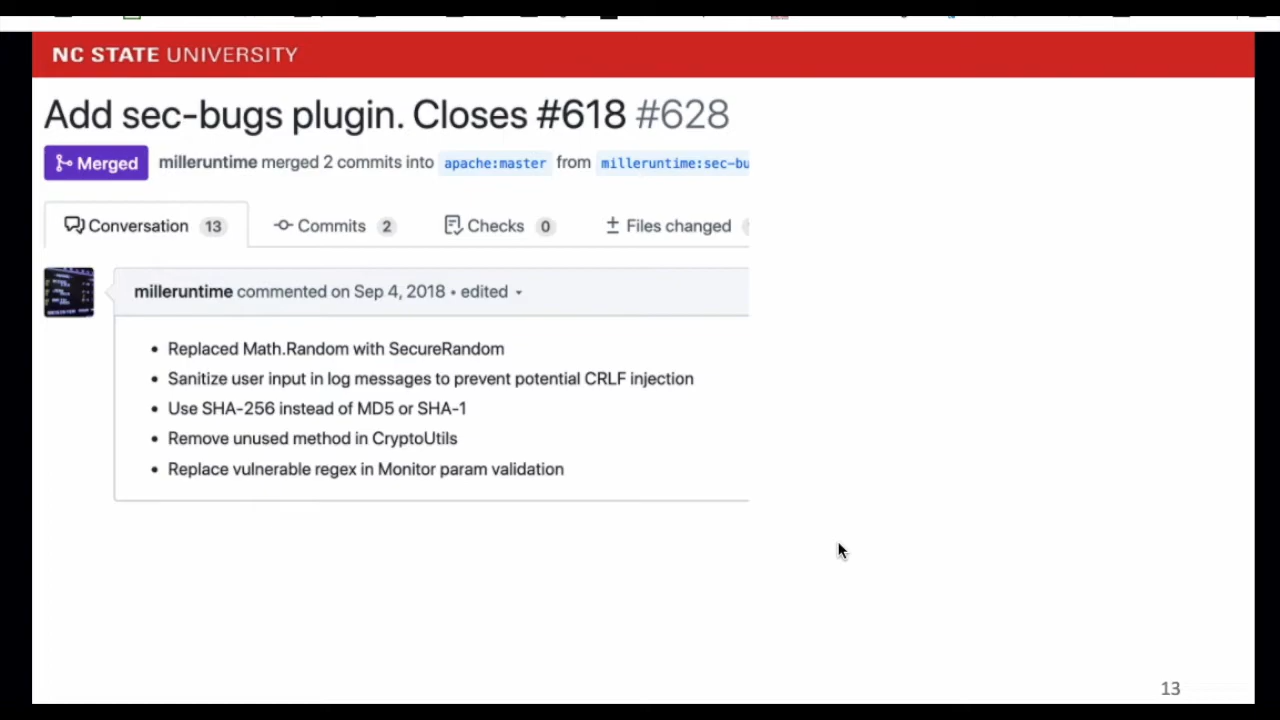 NC STATE UNIVERSITY
Add sec-bugs plugin. Closes #618 #628
Merged milleruntime merged 2 commits into apache:master from milleruntime:sec-bu
Conversation 13 Commits 2 Checks 0 Files changed
milleruntime commented on Sep 4, 2018 • edited
• Replaced Math.Random with SecureRandom
• Sanitize user input in log messages to prevent potential CRLF injection
• Use SHA-256 instead of MD5 or SHA-1
• Remove unused method in CryptoUtils
• Replace vulnerable regex in Monitor param validation
13